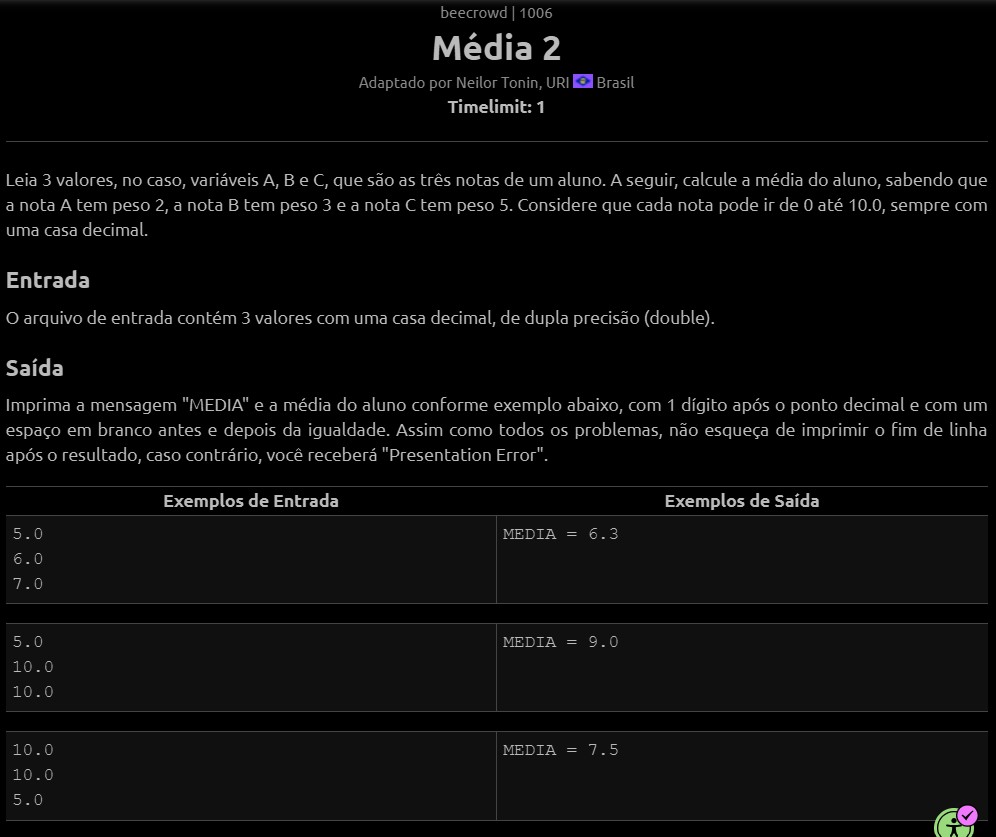 beecrowd | 1006
Média 2
Adaptado por Neilor Tonin, URI Brasil
Timelimit: 1
Leia 3 valores, no caso, variáveis A, B e C, que são as três notas de um aluno. A seguir, calcule a média do aluno, sabendo que
a nota A tem peso 2, a nota B tem peso 3 e a nota C tem peso 5. Considere que cada nota pode ir de 0 até 10.0, sempre com
uma casa decimal.
Entrada
O arquivo de entrada contém 3 valores com uma casa decimal, de dupla precisão (double).
Saída
Imprima a mensagem "MEDIA" e a média do aluno conforme exemplo abaixo, com 1 dígito após o ponto decimal e com um
espaço em branco antes e depois da igualdade. Assim como todos os problemas, não esqueça de imprimir o fim de linha
após o resultado, caso contrário, você receberá "Presentation Error".
Exemplos de Entrada Exemplos de Saída
5.0 MEDIA = 6.3
6.0
7.0
5.0 MEDIA = 9.0
10.0
10.0
10.0 MEDIA = 7.5
10.0
5.0